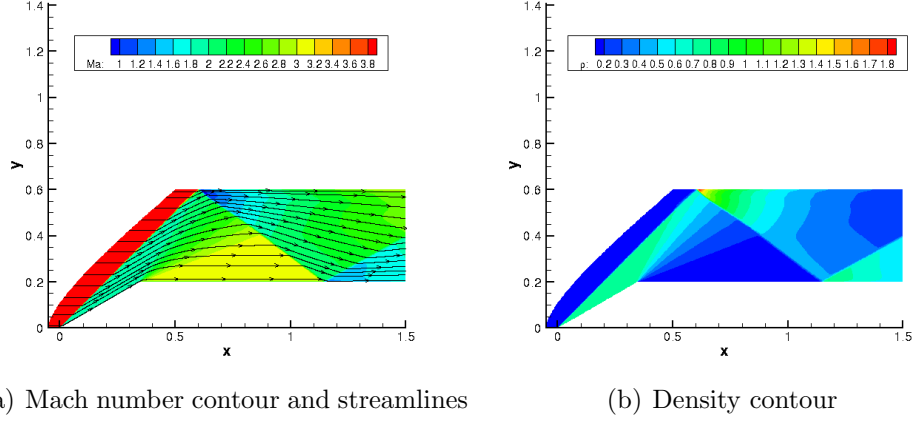 1.4
1.2
1
0.8
0.6
0.4
0.2
0
y
Ma: 1 1.2 1.4 1.6 1.8 2 2.2 2.4 2.6 2.8 3 3.2 3.4 3.6 3.8
0 0.5 1 1.5
x
1.4
1.2
1
0.8
0.6
0.4
0.2
0
y
ρ: 0.2 0.3 0.4 0.5 0.6 0.7 0.8 0.9 1 1.1 1.2 1.3 1.4 1.5 1.6 1.7 1.8
0 0.5 1 1.5
x
a) Mach number contour and streamlines
(b) Density contour